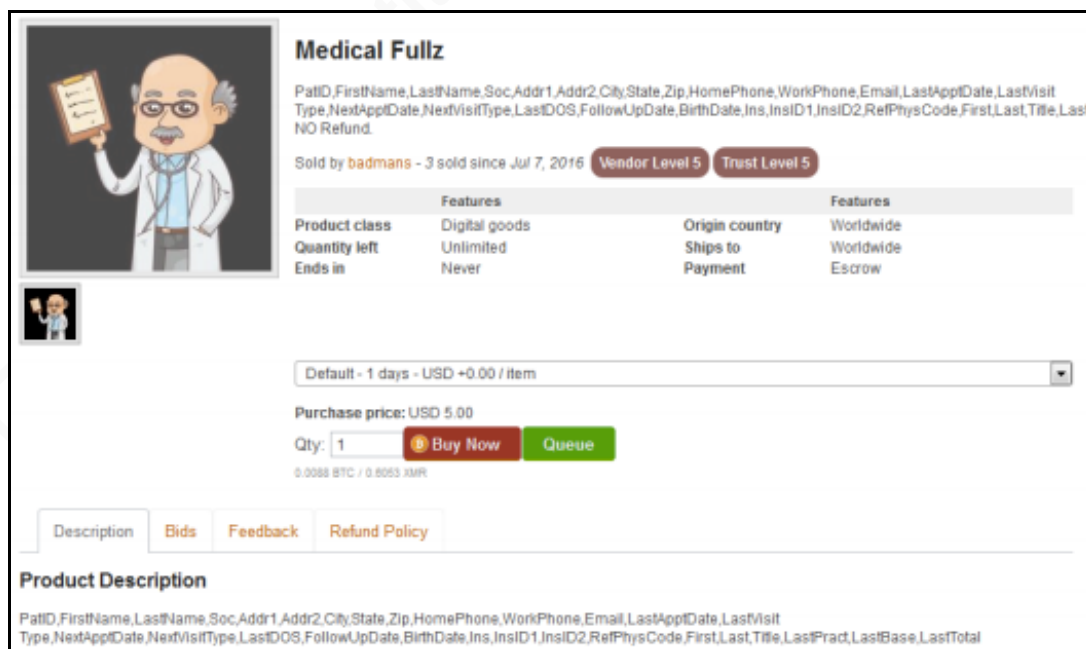 Medical Fullz
PatID,FirstName,LastName,Soc,Addr1,Addr2,City,State,Zip,HomePhone,WorkPhone,Email,LastApptDate,LastVisit
Type,NextApptDate,NextVisitType,LastDOS,FollowUpDate,BirthDate,Ins,InsID1,InsID2,RefPhysCode,First,Last,Title,Last
NO Refund.
Sold by badmans - 3 sold since Jul 7, 2016 Vendor Level 5 Trust Level 5
Features Features
Product class Digital goods Origin country Worldwide
Quantity left Unlimited Ships to Worldwide
Ends in Never Payment Escrow
Default - 1 days - USD +0.00 / item
Purchase price: USD 5.00
Qty: 1 Buy Now Queue
0.0088 BTC / 0.6053 XMR
Description Bids Feedback Refund Policy
Product Description
PatID,FirstName,LastName,Soc,Addr1,Addr2,City,State,Zip,HomePhone,WorkPhone,Email,LastApptDate,LastVisit
Type,NextApptDate,NextVisitType,LastDOS,FollowUpDate,BirthDate,Ins,InsID1,InsID2,RefPhysCode,First,Last,Title,LastPract,LastBase,LastTotal